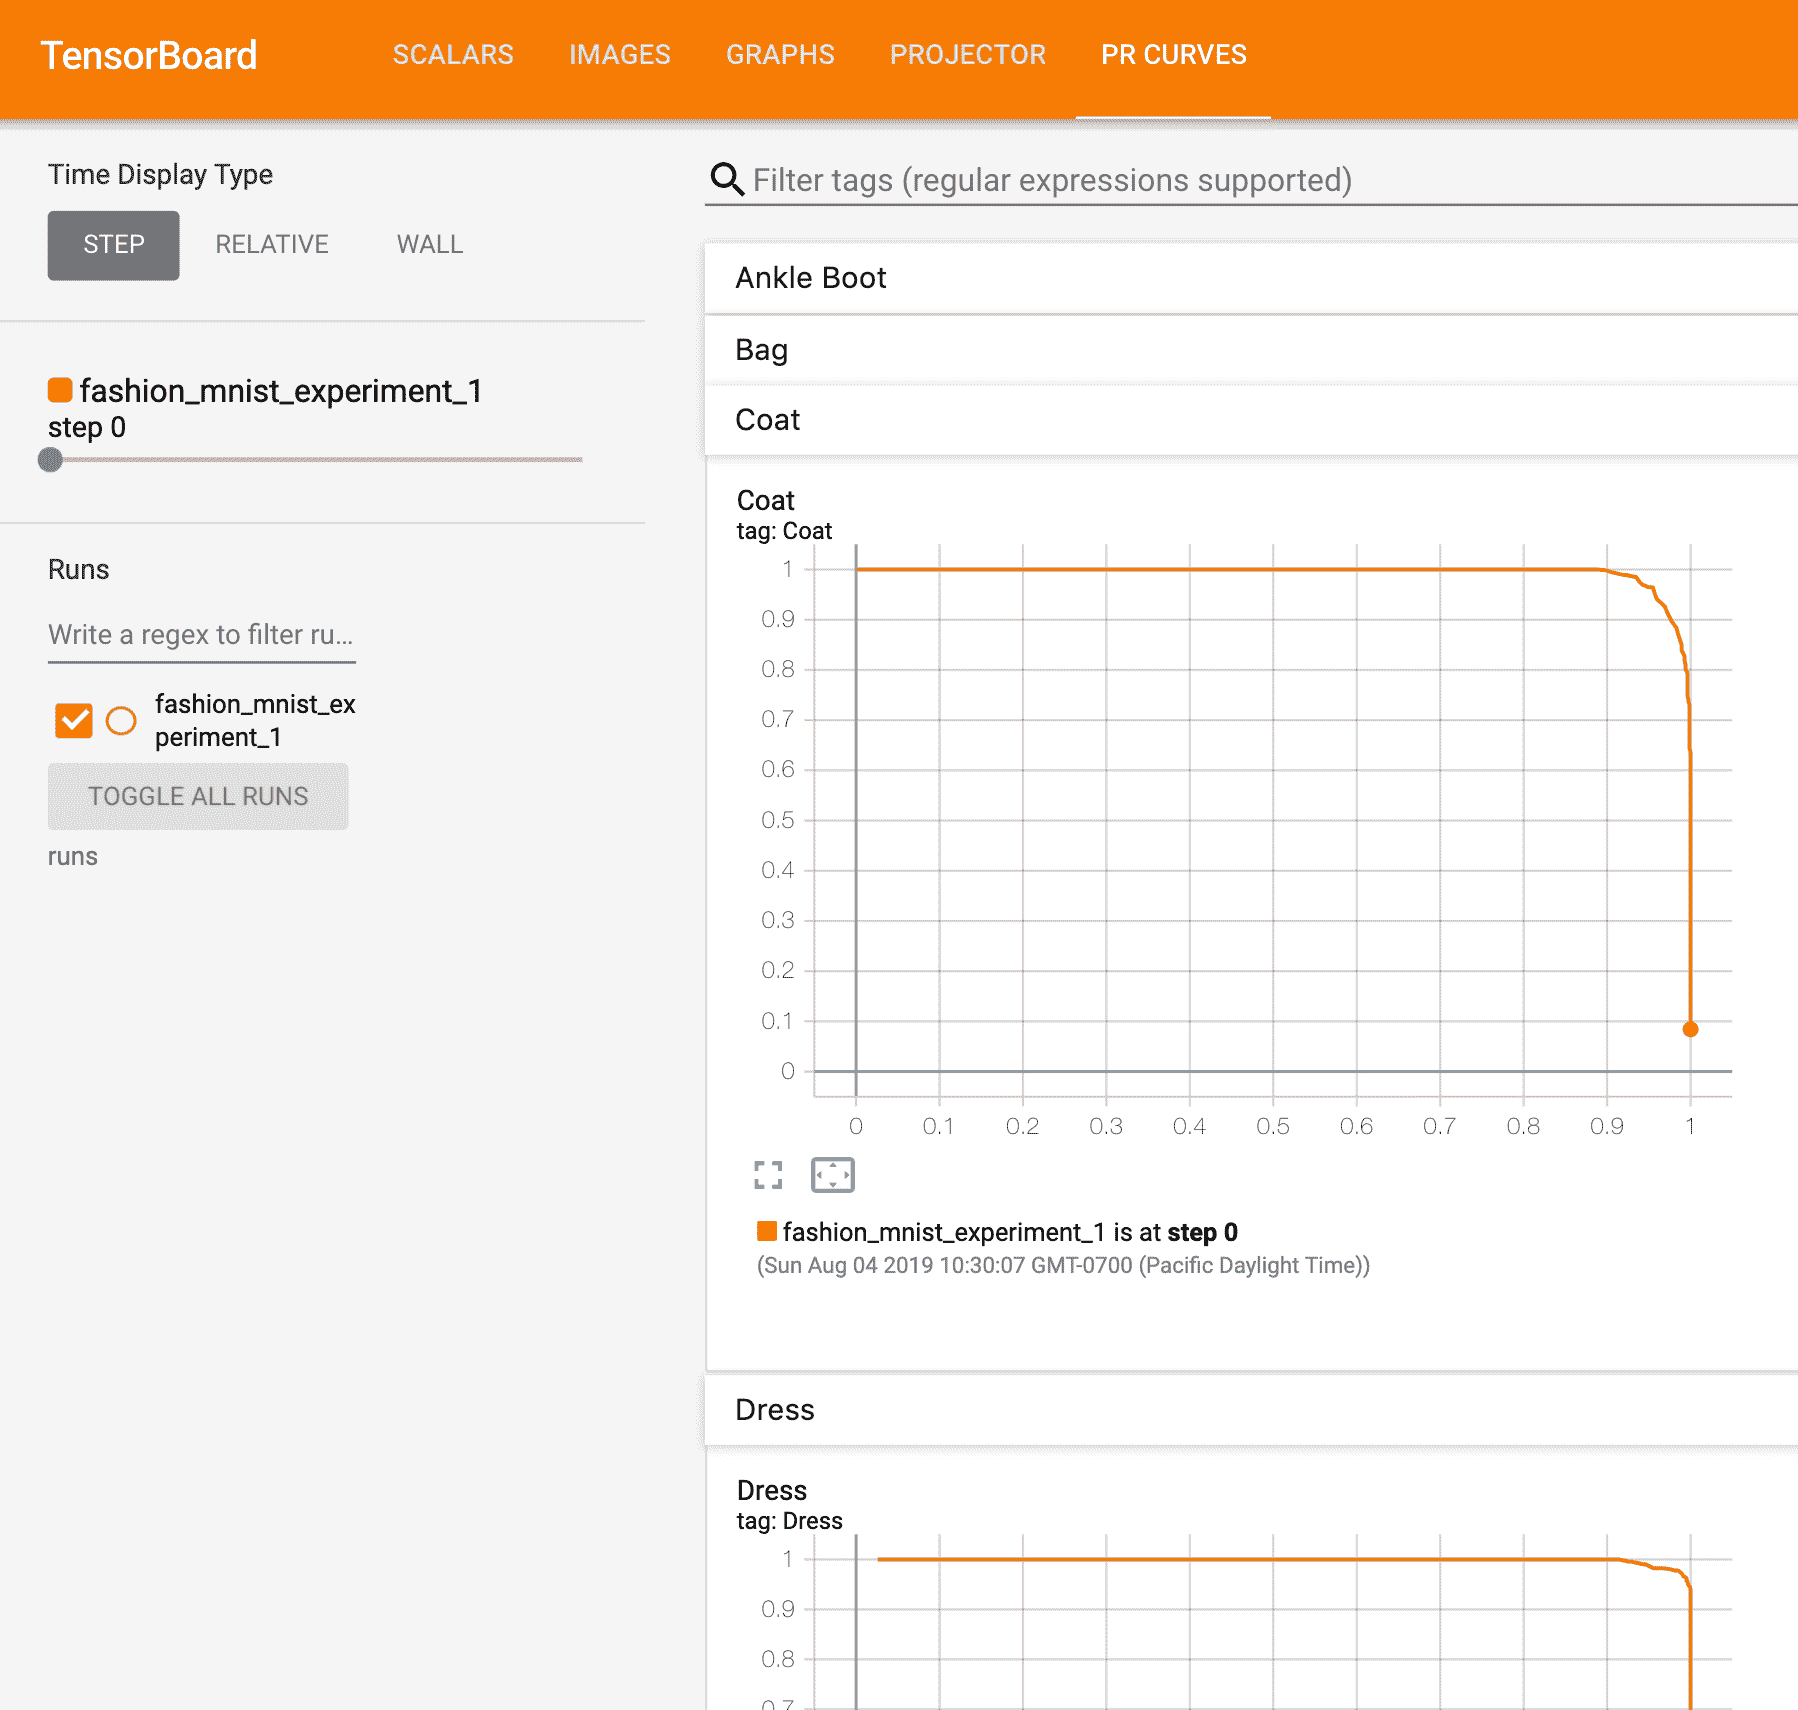 TensorBoard SCALARS IMAGES GRAPHS PROJECTOR PR CURVES
Time Display Type
STEP RELATIVE WALL
fashion_mnist_experiment_1
step 0
Runs
Write a regex to filter ru...
fashion_mnist_ex
periment_1
TOGGLE ALL RUNS
runs
Filter tags (regular expressions supported)
Ankle Boot
Bag
Coat
Coat
tag: Coat
1
0.9
0.8
0.7
0.6
0.5
0.4
0.3
0.2
0.1
0
0 0.1 0.2 0.3 0.4 0.5 0.6 0.7 0.8 0.9 1
fashion_mnist_experiment_1 is at step 0
(Sun Aug 04 2019 10:30:07 GMT-0700 (Pacific Daylight Time))
Dress
Dress
tag: Dress
1
0.9
0.8
0.7